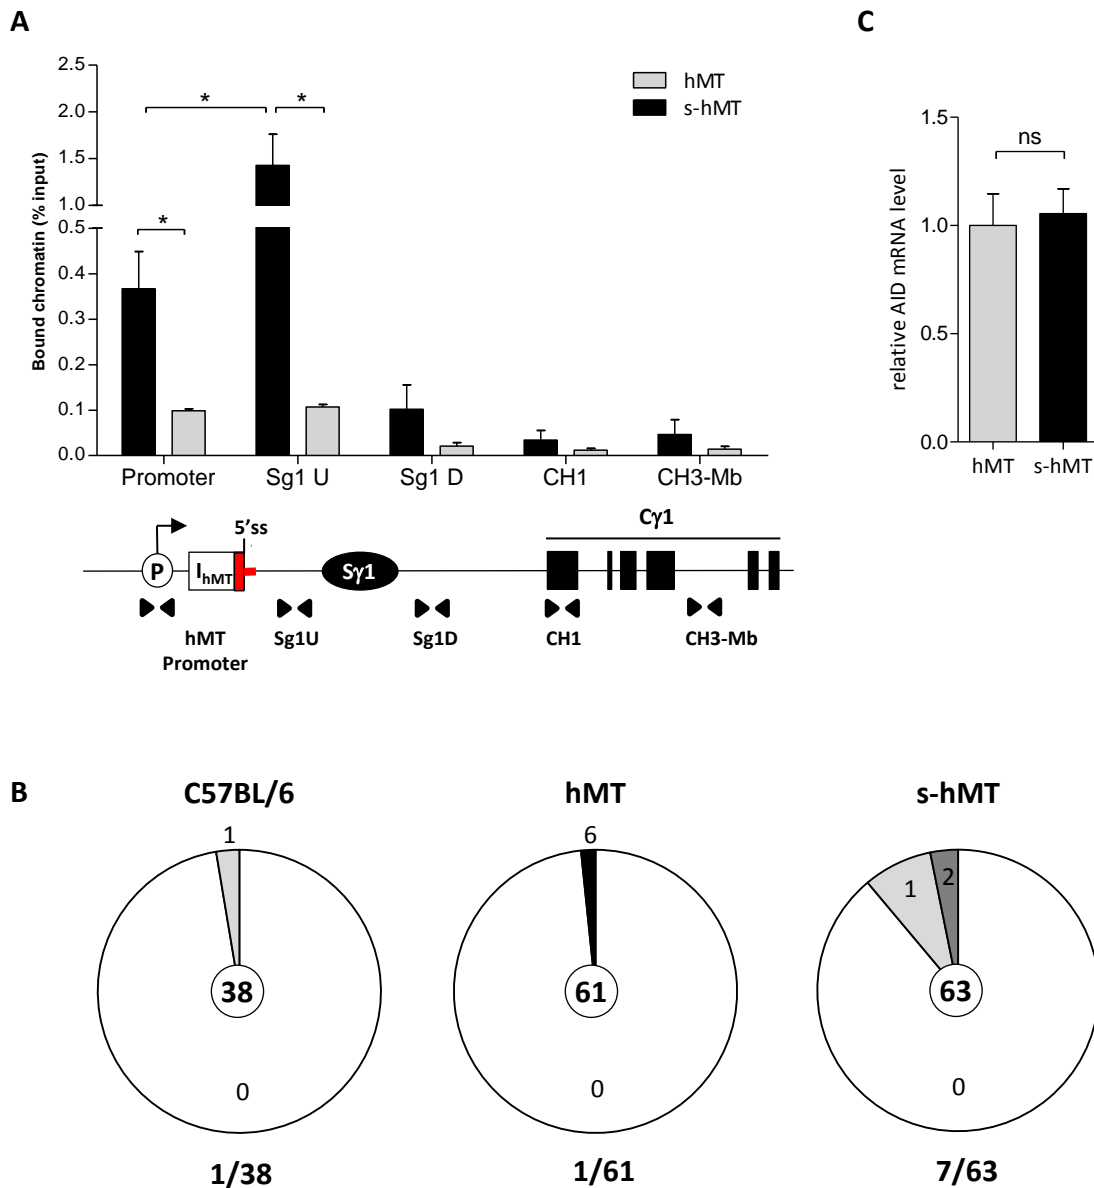 A
Bound chromatin (% input)
2.5
2.0
1.5
1.0
0.5
0.4
0.3
0.2
0.1
0.0
*
*
*
hMT
s-hMT
Promoter Sg1 U Sg1 D CH1 CH3-Mb
5'ss
Cγ1
P
IhMT
Sγ1
hMT
Promoter
Sg1U
Sg1D
CH1
CH3-Mb
C
relative AID mRNA level
1.5
1.0
0.5
0.0
ns
hMT s-hMT
B
C57BL/6
1
38
0
1/38
hMT
6
61
0
1/61
s-hMT
1
2
63
0
7/63